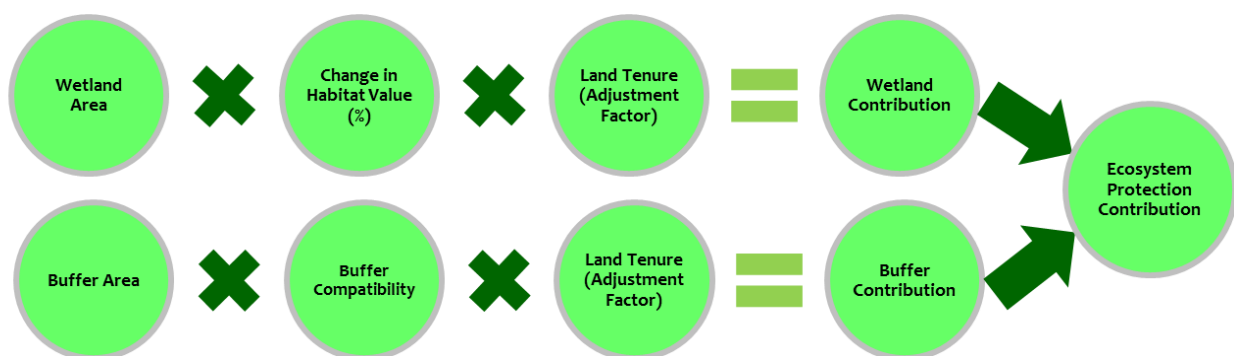 Wetland
Area
Change in
Habitat Value
(%)
Land Tenure
(Adjustment
Factor)
Wetland
Contribution
Ecosystem
Protection
Contribution
Buffer Area
Buffer
Compatibility
Land Tenure
(Adjustment
Factor)
Buffer
Contribution